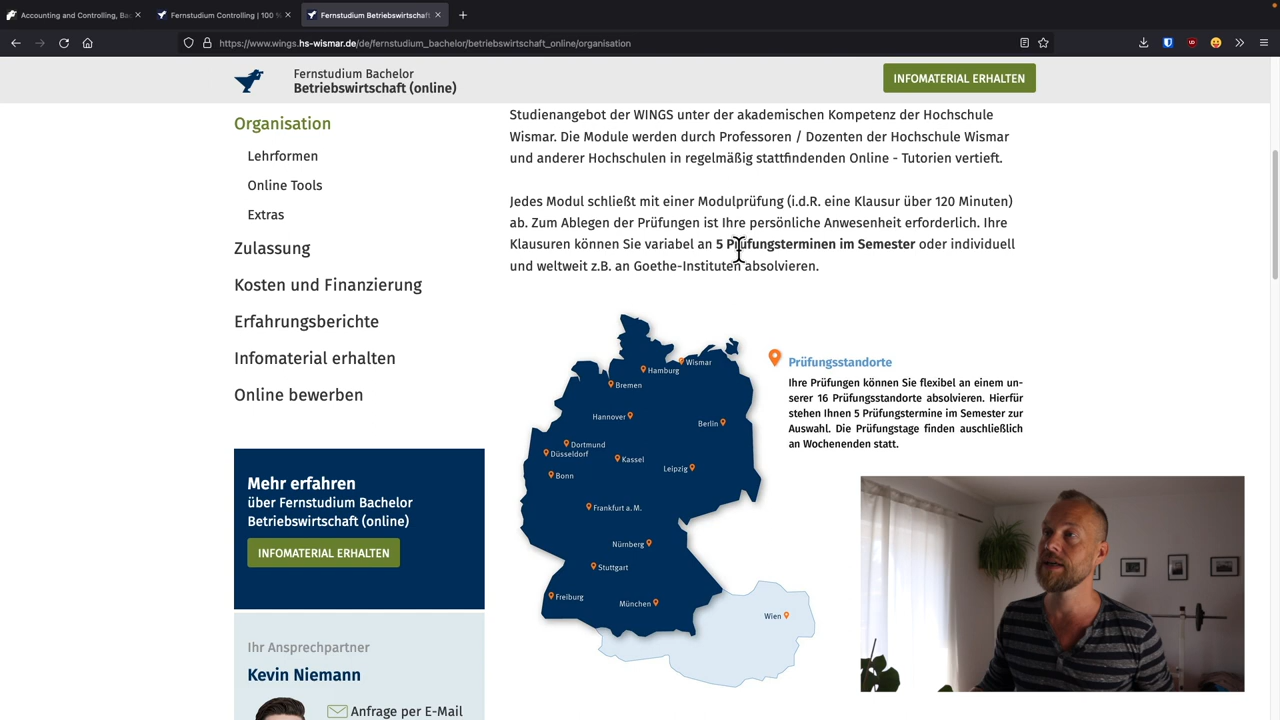 Accounting and Controlling, Ba
Fernstudium Controlling | 100 %
Fernstudium Betriebswirtschaft
https://www.wings.hs-wismar.de/de/fernstudium_bachelor/betriebswirtschaft_online/organisation
Fernstudium Bachelor
Betriebswirtschaft (online)
INFOMATERIAL ERHALTEN
Organisation
Lehrformen
Online Tools
Extras
Zulassung
Kosten und Finanzierung
Erfahrungsberichte
Infomaterial erhalten
Online bewerben
Mehr erfahren
über Fernstudium Bachelor
Betriebswirtschaft (online)
INFOMATERIAL ERHALTEN
Ihr Ansprechpartner
Kevin Niemann
Anfrage per E-Mail
Studienangebot der WINGS unter der akademischen Kompetenz der Hochschule
Wismar. Die Module werden durch Professoren / Dozenten der Hochschule Wismar
und anderer Hochschulen in regelmäßig stattfindenden Online - Tutorien vertieft.
Jedes Modul schließt mit einer Modulprüfung (i.d.R. eine Klausur über 120 Minuten)
ab. Zum Ablegen der Prüfungen ist Ihre persönliche Anwesenheit erforderlich. Ihre
Klausuren können Sie variabel an 5 Prüfungsterminen im Semester oder individuell
und weltweit z.B. an Goethe-Instituten absolvieren.
Wismar
Hamburg
Bremen
Hannover
Berlin
Dortmund
Düsseldorf
Kassel
Leipzig
Bonn
Frankfurt a. M.
Nürnberg
Stuttgart
Freiburg
München
Wien
Prüfungsstandorte
Ihre Prüfungen können Sie flexibel an einem un-
serer 16 Prüfungsstandorte absolvieren. Hierfür
stehen Ihnen 5 Prüfungstermine im Semester zur
Auswahl. Die Prüfungstage finden auschließlich
an Wochenenden statt.